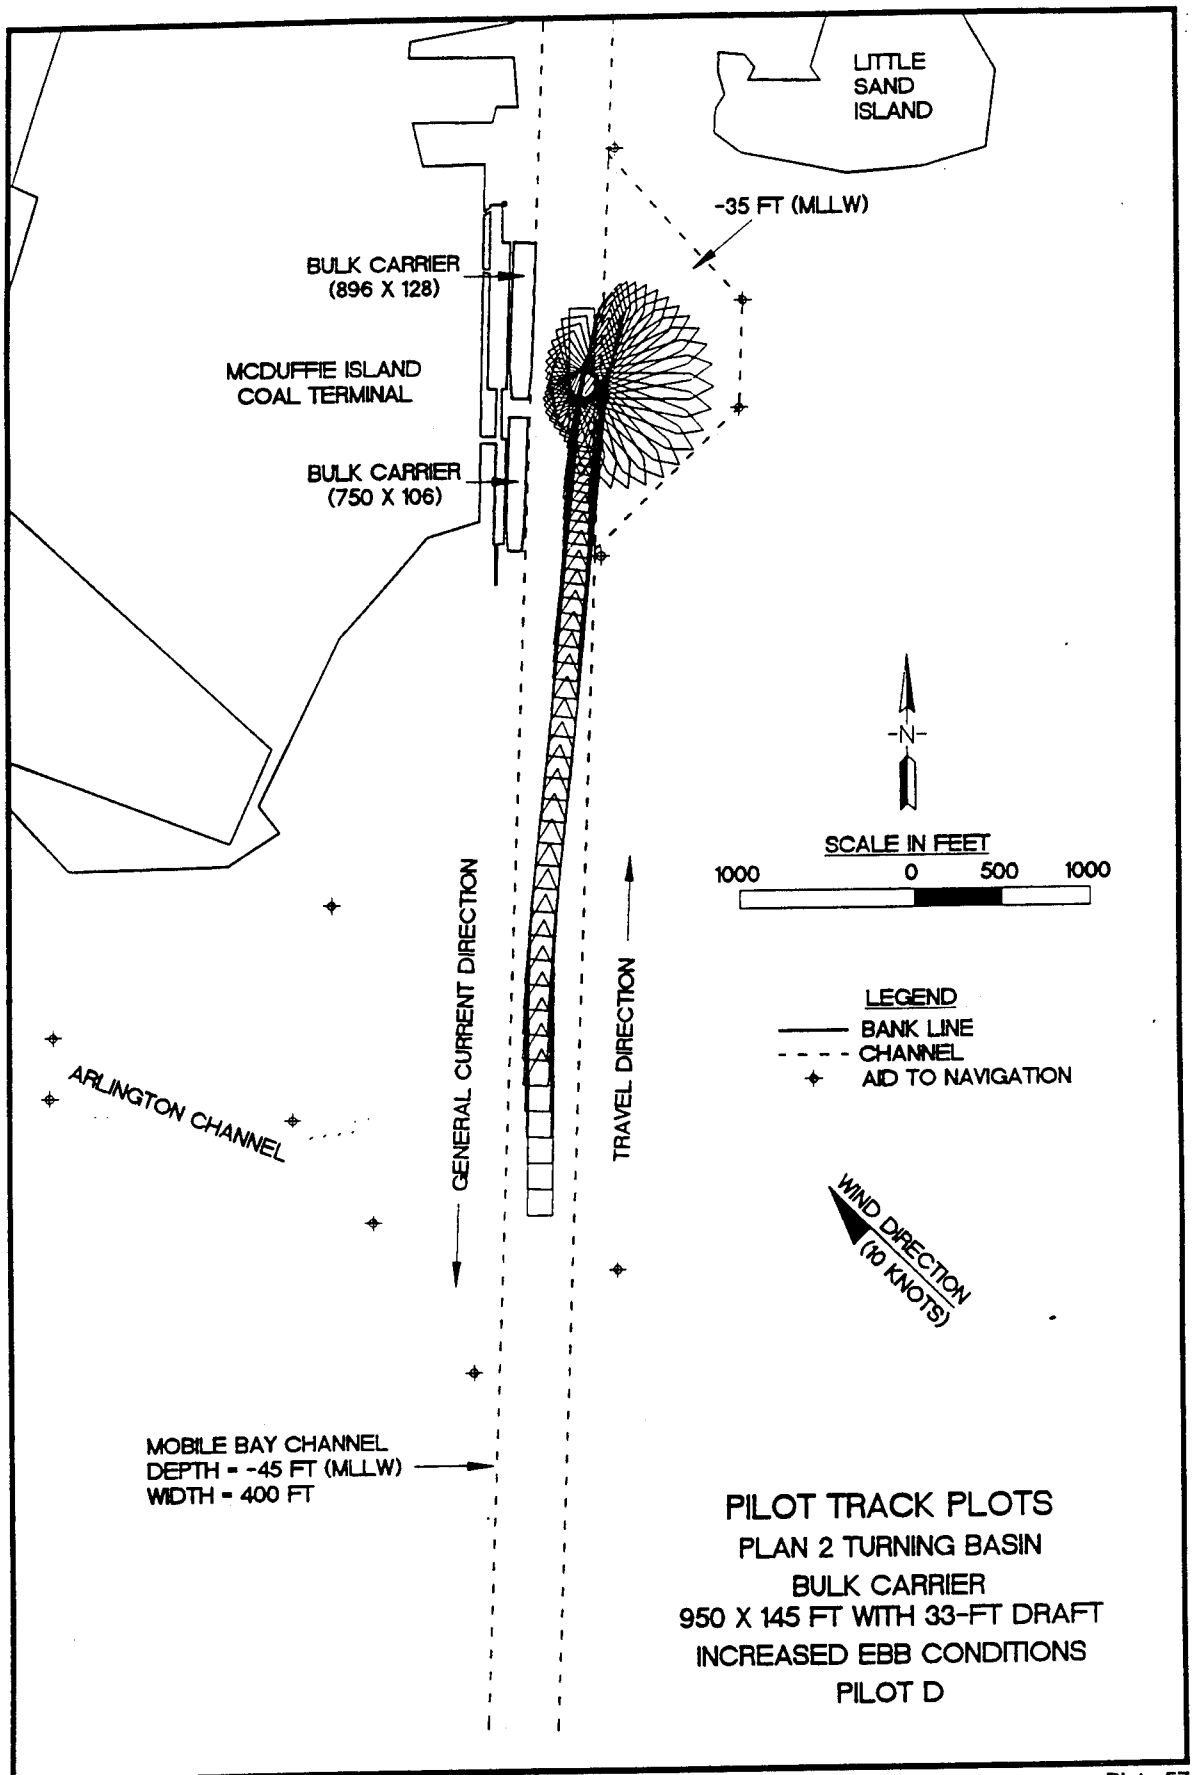 LITTLE
SAND
ISLAND
-35 FT (MLLW)
BULK CARRIER
(896 X 128)
MCDUFFIE ISLAND
COAL TERMINAL
BULK CARRIER
(750 X 106)
-N-
SCALE IN FEET
1000 0 500 1000
GENERAL CURRENT DIRECTION
TRAVEL DIRECTION
LEGEND
BANK LINE
CHANNEL
AID TO NAVIGATION
ARLINGTON CHANNEL
WIND DIRECTION
(10 KNOTS)
MOBILE BAY CHANNEL
DEPTH = -45 FT (MLLW)
WIDTH = 400 FT
PILOT TRACK PLOTS
PLAN 2 TURNING BASIN
BULK CARRIER
950 X 145 FT WITH 33-FT DRAFT
INCREASED EBB CONDITIONS
PILOT D